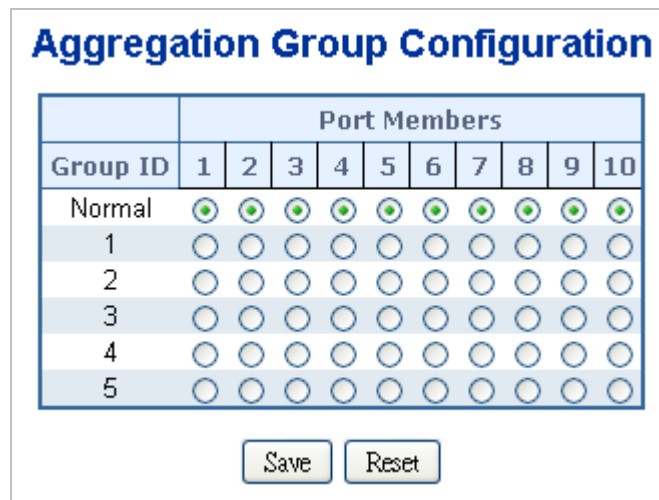 Aggregation Group Configuration
Port Members
Group ID 1 2 3 4 5 6 7 8 9 10
Normal
1
2
3
4
5
Save Reset